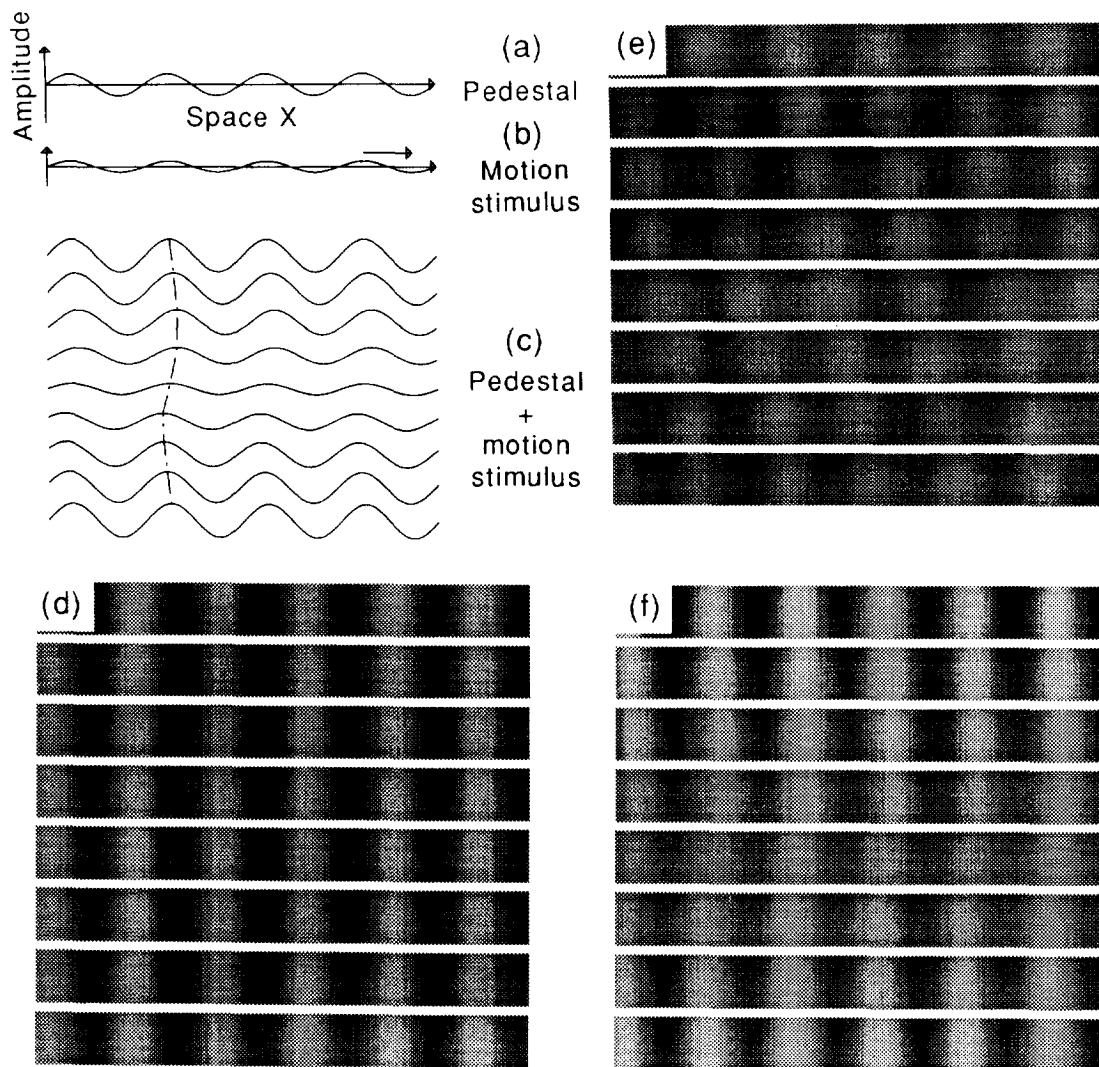 Amplitude
Space X
(a)
Pedestal
(b)
Motion
stimulus
(c)
Pedestal
+
motion
stimulus
(d)
(e)
(f)